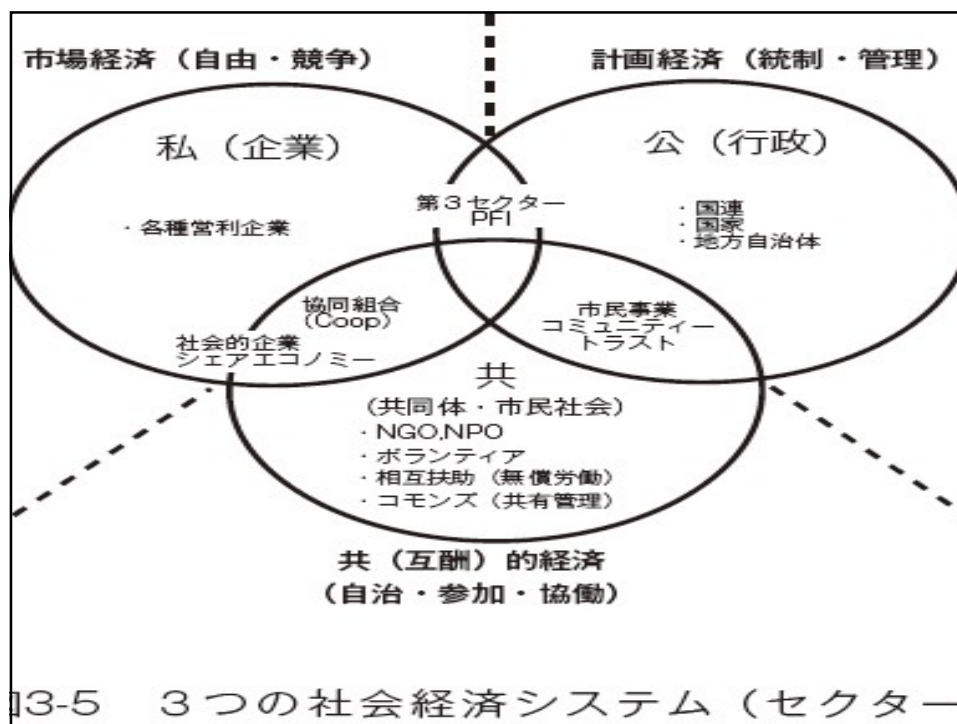 市場経済（自由・競争）
計画経済（統制・管理）
私（企業）
公（行政）
第３セクター
PFI
・各種営利企業
・国連
・国家
・地方自治体
協同組合
(Coop)
市民事業
コミュニティー
トラスト
社会的企業
シェアエコノミー
共
(共同体・市民社会）
・NGO,NPO
・ボランティア
・相互扶助（無償労働）
・コモンズ（共有管理）
共（互酬）的経済
（自治・参加・協働）
3-5　３つの社会経済システム（セクター